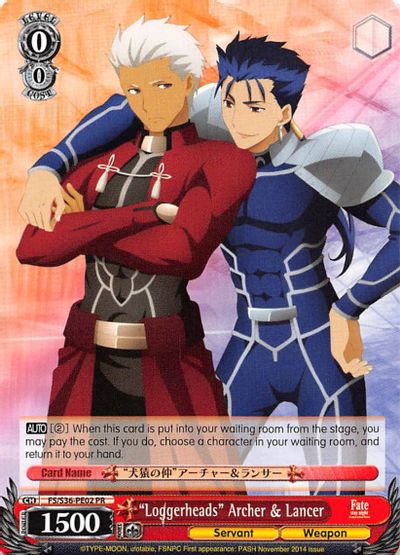 LEVEL
0
0
COST
AUTO [②] When this card is put into your waiting room from the stage, you
may pay the cost. If you do, choose a character in your waiting room, and
return it to your hand.
Card Name
“犬猿の仲”アーチャー＆ランサー
CH FS/S36-PE02 PR
1500
“Loggerheads” Archer & Lancer
Servant
Weapon
Fate
stay night
©TYPE-MOON, ufotable, FSNPC First appearance: PASH November 2014 Issue